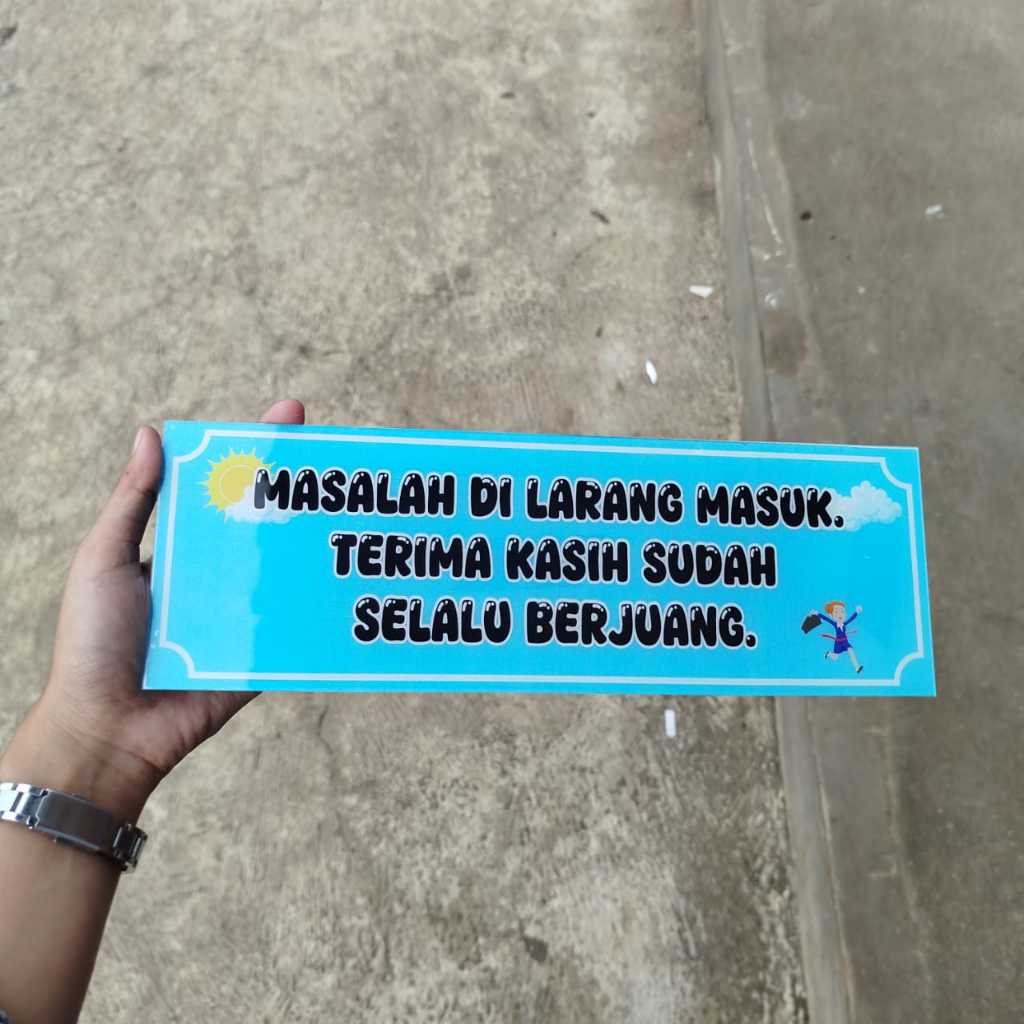 MASALAH DI LARANG MASUK.
TERIMA KASIH SUDAH
SELALU BERJUANG.